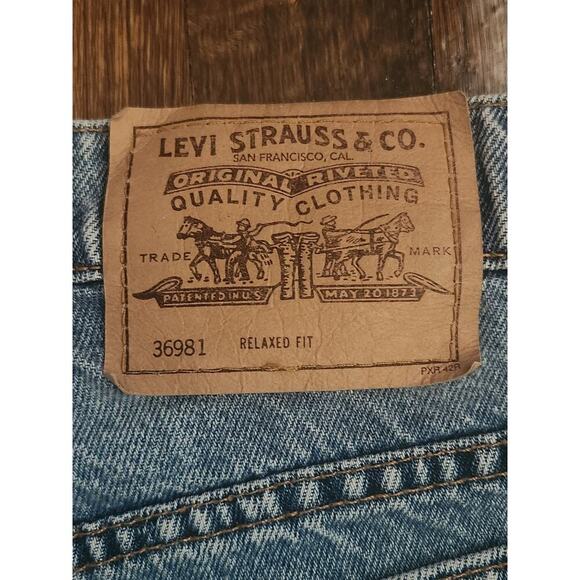 LEVI STRAUSS & CO.
SAN FRANCISCO, CAL.
ORIGINAL RIVETED
QUALITY CLOTHING
TRADE MARK
PATENTED IN U.S. MAY 20 1873
36981 RELAXED FIT
PXR 42R